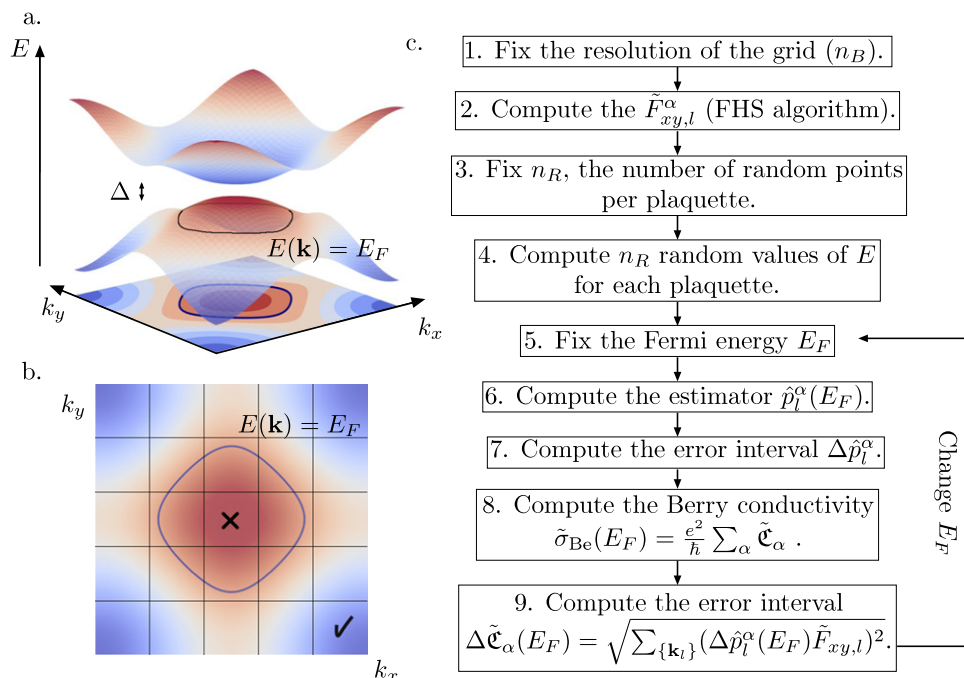 a.
E
Δ
E(𝐤) = E_F
k_y
k_x
b.
k_y
E(𝐤) = E_F
k_x
c.
1. Fix the resolution of the grid (n_B).
2. Compute the F̃^α_{xy,l} (FHS algorithm).
3. Fix n_R, the number of random points
per plaquette.
4. Compute n_R random values of E
for each plaquette.
5. Fix the Fermi energy E_F
6. Compute the estimator p̂^α_l(E_F).
7. Compute the error interval Δp̂^α_l.
8. Compute the Berry conductivity
σ̃_Be(E_F) = e²/ℏ ∑_α ℭ̃_α .
9. Compute the error interval
Δℭ̃_α(E_F) = √(∑_{{𝐤_l}}(Δp̂^α_l(E_F)F̃_{xy,l})²).
Change E_F